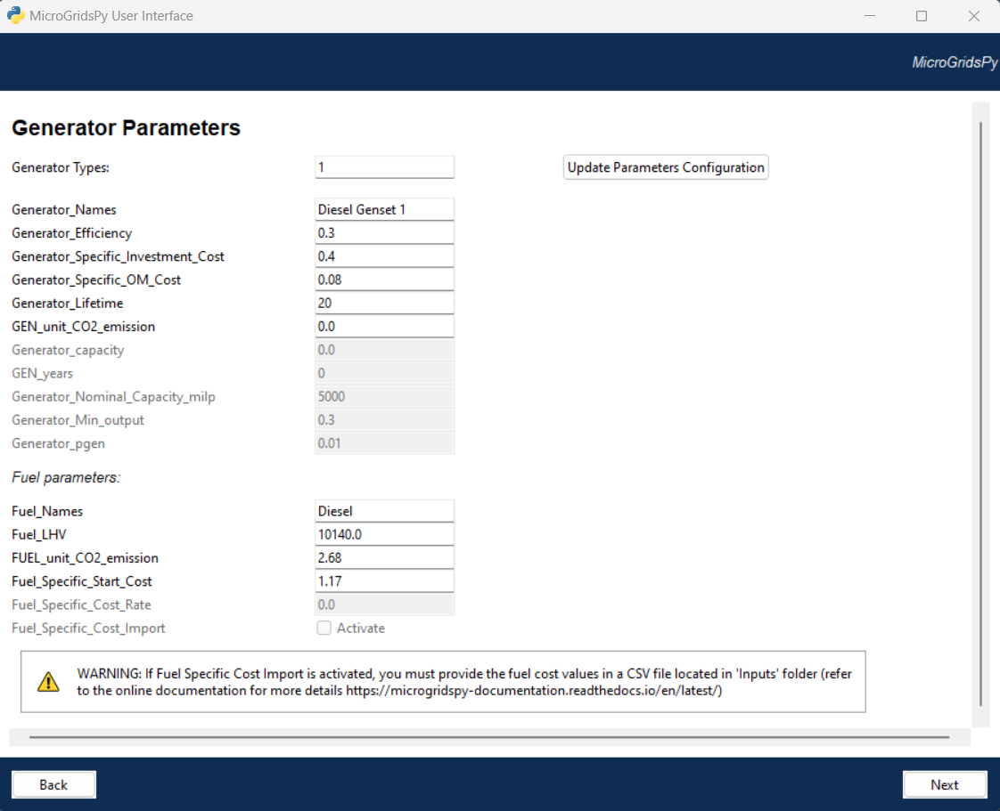 MicroGridsPy User Interface
MicroGridsPy
Generator Parameters
Generator Types: 1 Update Parameters Configuration
Generator_Names Diesel Genset 1
Generator_Efficiency 0.3
Generator_Specific_Investment_Cost 0.4
Generator_Specific_OM_Cost 0.08
Generator_Lifetime 20
GEN_unit_CO2_emission 0.0
Generator_capacity 0.0
GEN_years 0
Generator_Nominal_Capacity_milp 5000
Generator_Min_output 0.3
Generator_pgen 0.01
Fuel parameters:
Fuel_Names Diesel
Fuel_LHV 10140.0
FUEL_unit_CO2_emission 2.68
Fuel_Specific_Start_Cost 1.17
Fuel_Specific_Cost_Rate 0.0
Fuel_Specific_Cost_Import Activate
WARNING: If Fuel Specific Cost Import is activated, you must provide the fuel cost values in a CSV file located in 'Inputs' folder (refer
to the online documentation for more details https://microgridspy-documentation.readthedocs.io/en/latest/)
Back Next